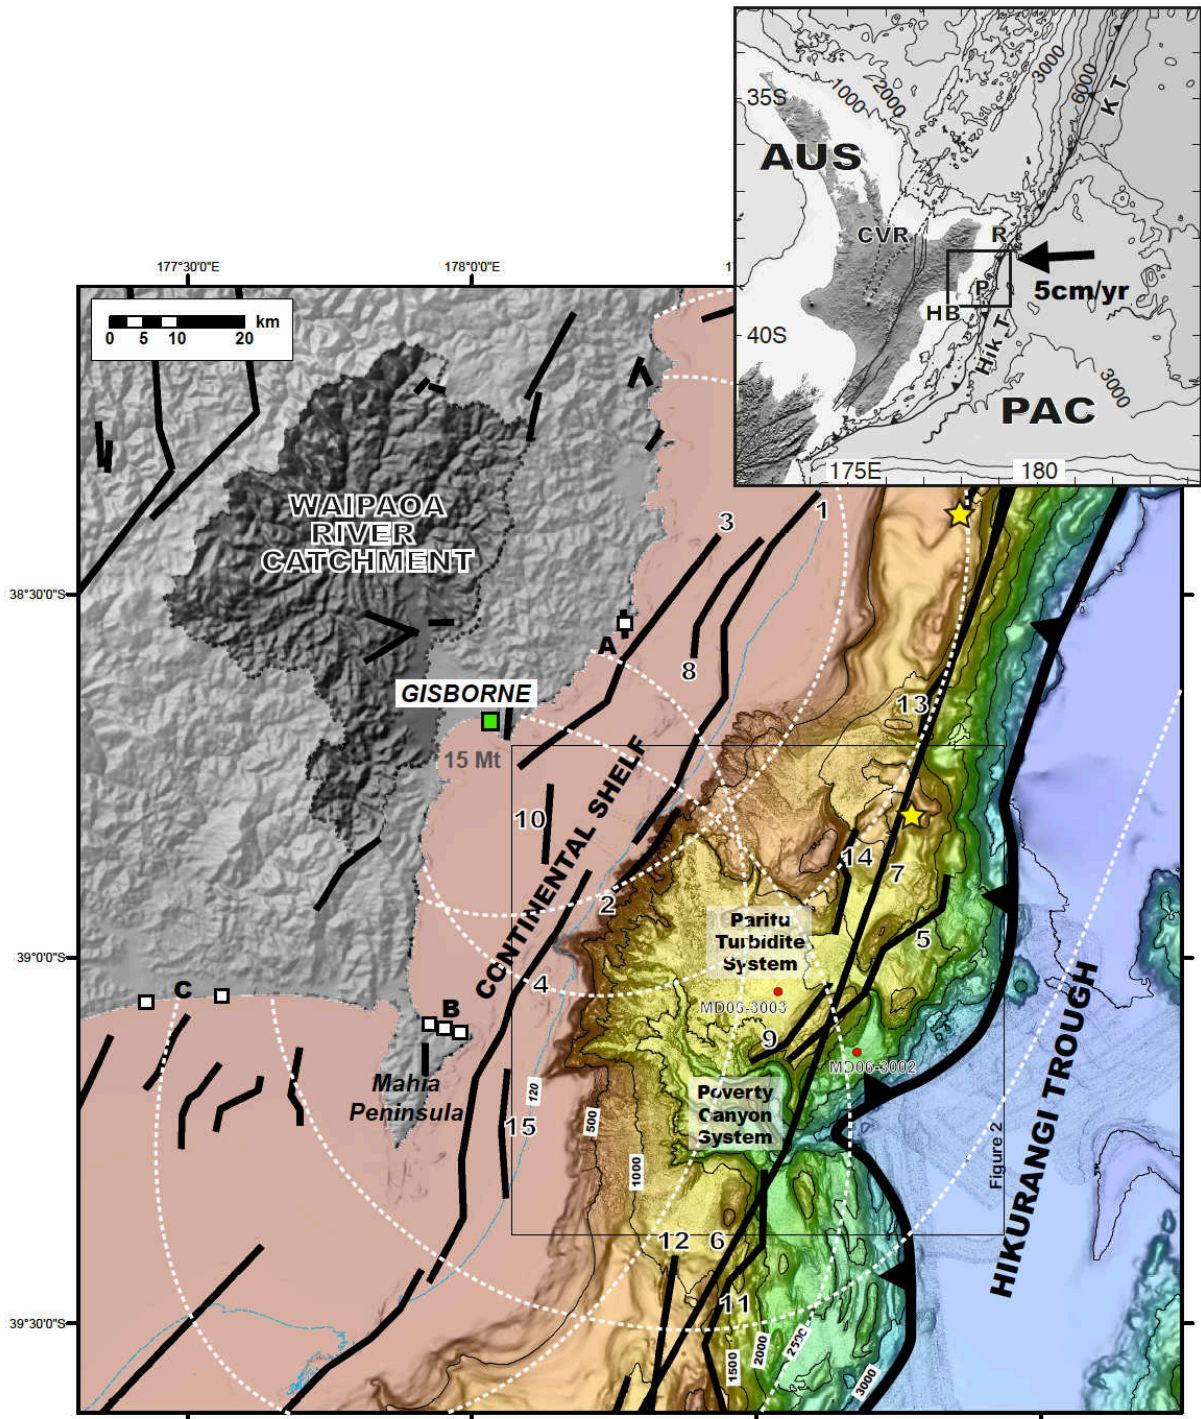 35S
1000
2000
3000
6000
K T
AUS
CVR
R
5cm/yr
P
HB
40S
Hik T
3000
PAC
175E
180
177°30'0"E
178°0'0"E
km
0 5 10 20
WAIPAOA
RIVER
CATCHMENT
38°30'0"S
3
1
A
8
GISBORNE
13
15 Mt
CONTINENTAL SHELF
10
14
7
2
Paritu
Turbidite
System
5
39°0'0"S
4
C
MD06-3003
B
9
MD06-3002
HIKURANGI TROUGH
Mahia
Peninsula
120
500
Poverty
Canyon
System
15
1000
Figure 2
12
6
11
39°30'0"S
1500
2000
2500
3000